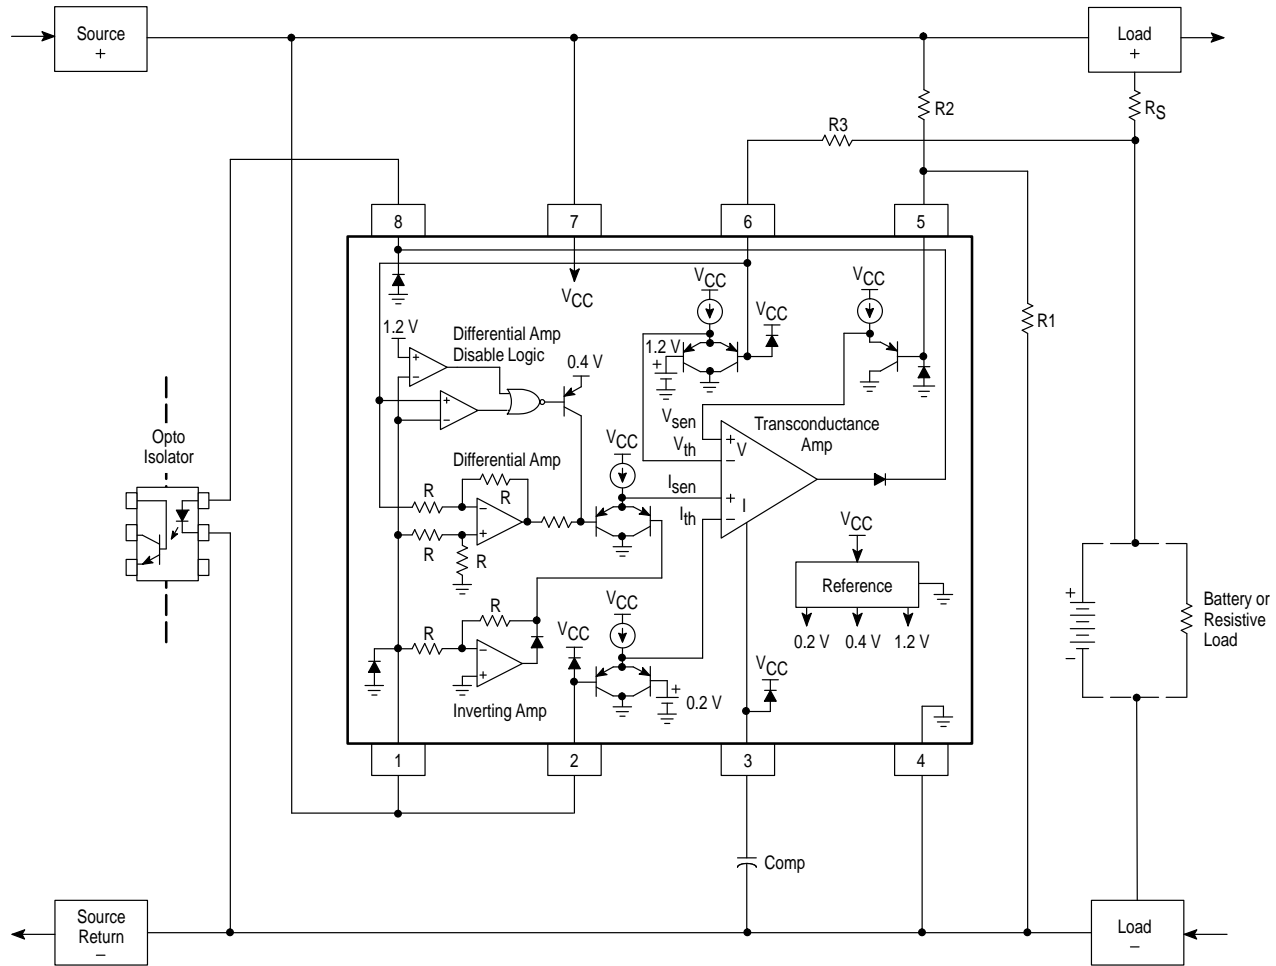 Source
+
Load
+
R2
RS
R3
8
7
6
5
VCC
VCC
VCC
VCC
1.2 V
Differential Amp
Disable Logic
0.4 V
1.2 V
+
R1
+
−
+
−
Opto
Isolator
Vsen
Vth
Transconductance
Amp
+
V
−
VCC
Differential Amp
Isen
Ith
+
I
−
R
R
−
+
R
R
VCC
Reference
0.2 V
0.4 V
1.2 V
R
R
VCC
VCC
−
+
Inverting Amp
+
0.2 V
VCC
+
−
Battery or
Resistive
Load
1
2
3
4
Comp
Source
Return
−
Load
−